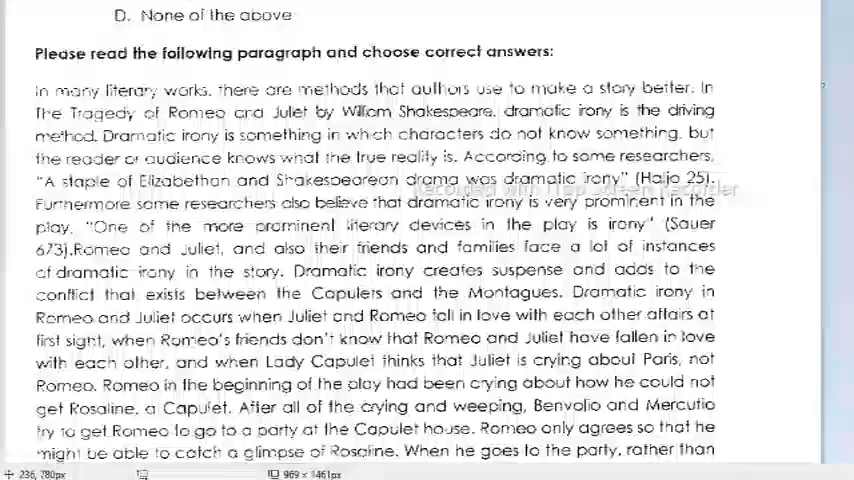 D. None of the above
Please read the following paragraph and choose correct answers:
In many literary works, there are methods that authors use to make a story better. In
The Tragedy of Romeo and Juliet by William Shakespeare, dramatic irony is the driving
method. Dramatic irony is something in which characters do not know something, but
the reader or audience knows what the true reality is. According to some researchers,
"A staple of Elizabethan and Shakespearean drama was dramatic irony" (Haljo 25).
Recorded with iTop Screen Recorder
Furthermore some researchers also believe that dramatic irony is very prominent in the
play, "One of the more prominent literary devices in the play is irony" (Sauer
673).Romeo and Juliet, and also their friends and families face a lot of instances
of dramatic irony in the story. Dramatic irony creates suspense and adds to the
conflict that exists between the Capulets and the Montagues. Dramatic irony in
Romeo and Juliet occurs when Juliet and Romeo fall in love with each other affairs at
first sight, when Romeo's friends don't know that Romeo and Juliet have fallen in love
with each other, and when Lady Capulet thinks that Juliet is crying about Paris, not
Romeo. Romeo in the beginning of the play had been crying about how he could not
get Rosaline, a Capulet. After all of the crying and weeping, Benvolio and Mercutio
try to get Romeo to go to a party at the Capulet house. Romeo only agrees so that he
might be able to catch a glimpse of Rosaline. When he goes to the party, rather than
236, 780px 969 × 1461px